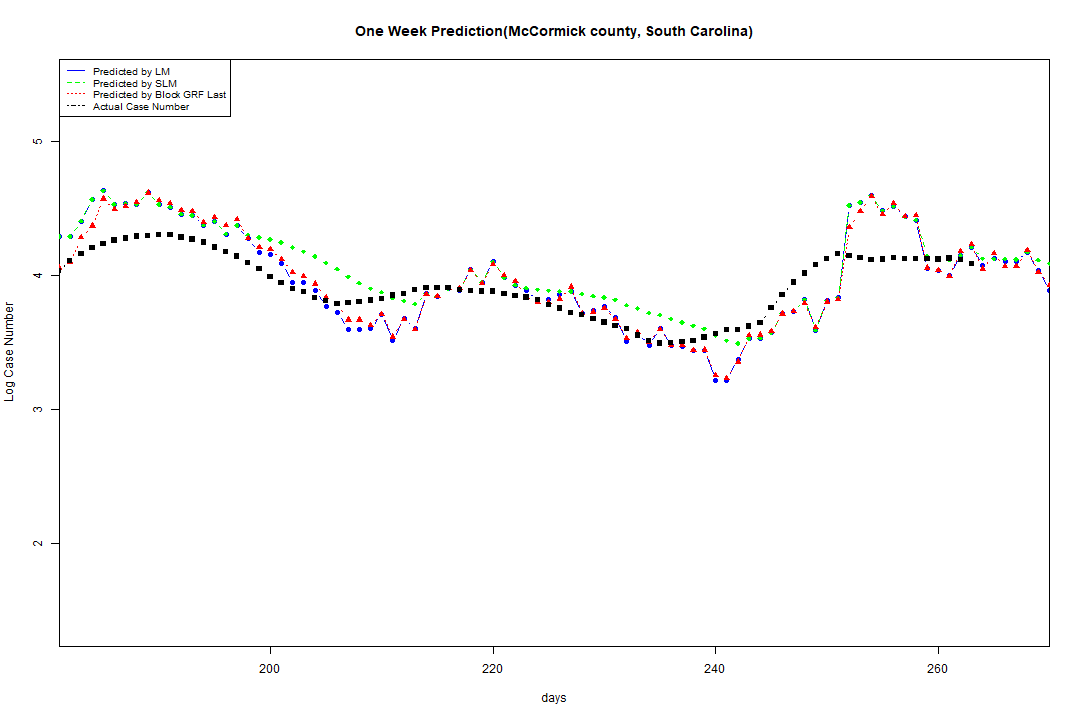 One Week Prediction(McCormick county, South Carolina)
Predicted by LM
Predicted by SLM
Predicted by Block GRF Last
Actual Case Number
5
4
3
2
Log Case Number
200 220 240 260
days